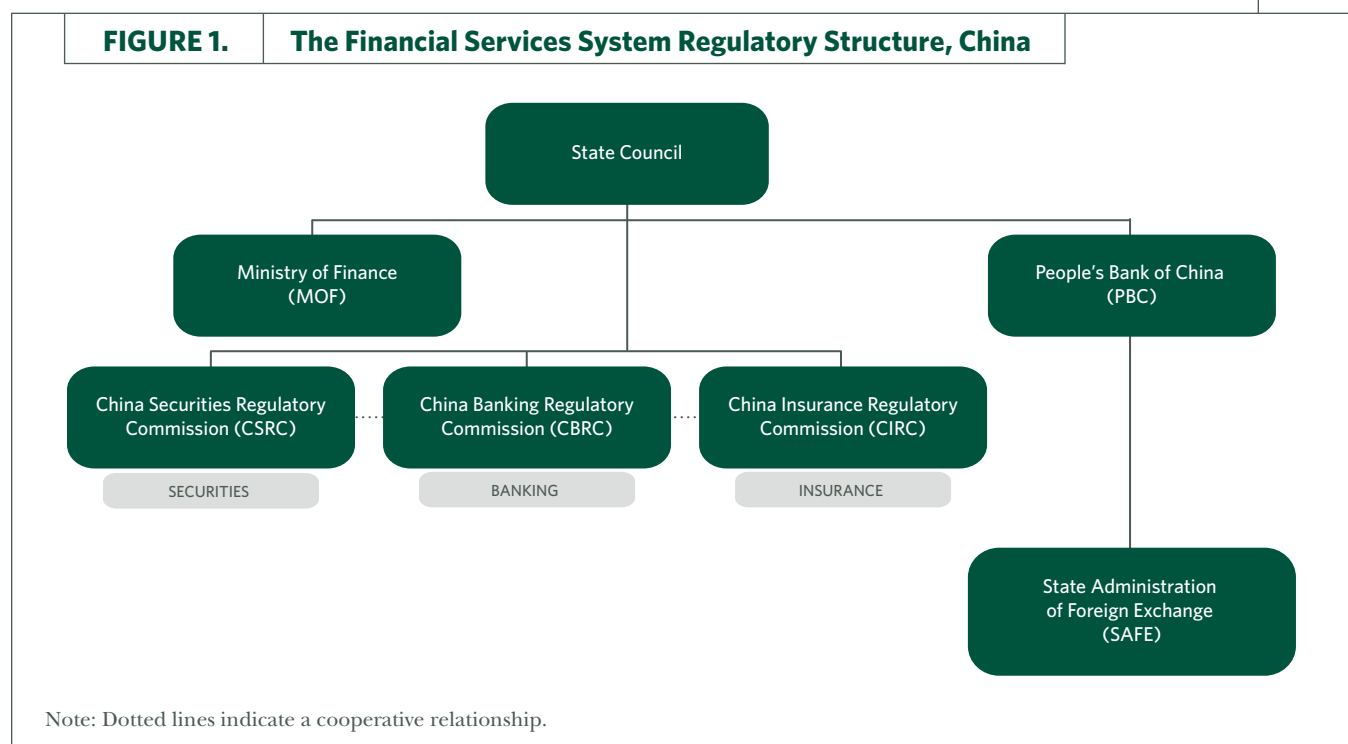 FIGURE 1. The Financial Services System Regulatory Structure, China
State Council
Ministry of Finance
(MOF)
People’s Bank of China
(PBC)
China Securities Regulatory
Commission (CSRC)
China Banking Regulatory
Commission (CBRC)
China Insurance Regulatory
Commission (CIRC)
SECURITIES
BANKING
INSURANCE
State Administration
of Foreign Exchange
(SAFE)
Note: Dotted lines indicate a cooperative relationship.